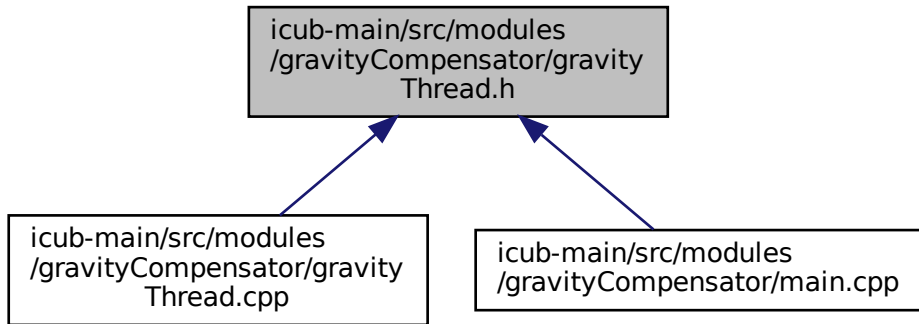 icub-main/src/modules
/gravityCompensator/gravity
Thread.h
icub-main/src/modules
/gravityCompensator/gravity
Thread.cpp
icub-main/src/modules
/gravityCompensator/main.cpp